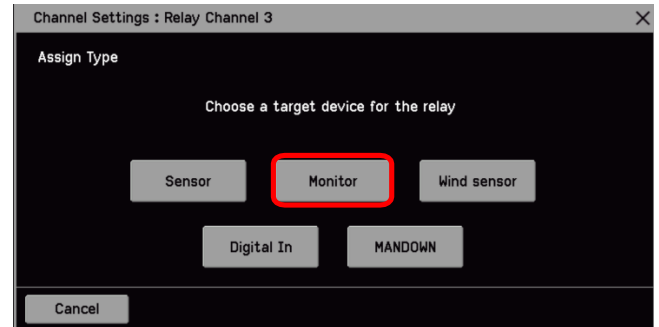 Channel Settings : Relay Channel 3
Assign Type
Choose a target device for the relay
Sensor Monitor Wind sensor
Digital In MANDOWN
Cancel